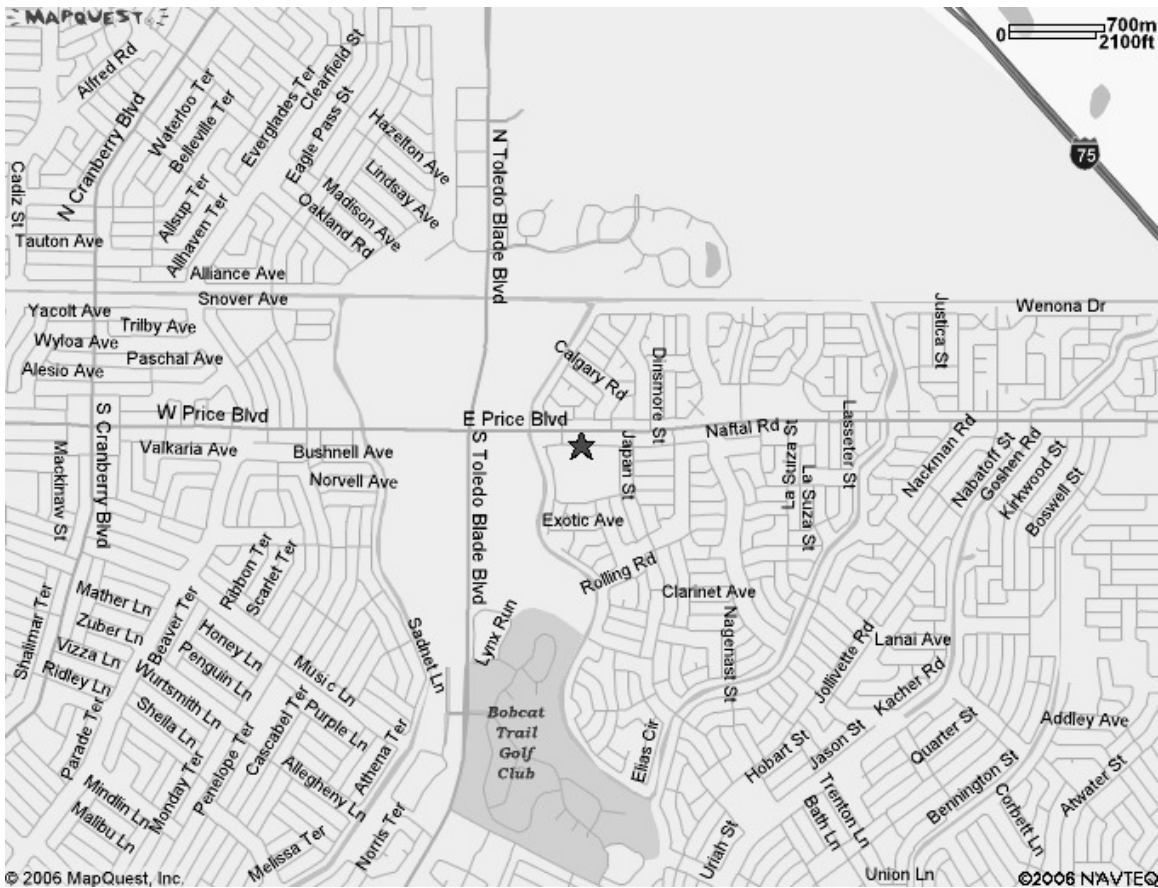 MAPQUEST
700m
0
2100ft
Alfred Rd
Clearfield St
Waterloo Ter
Everglades Ter
N Cranberry Blvd
Belleville Ter
Eagle Pass St
Hazelton Ave
N Toledo Blade Blvd
75
Cadiz St
Lindsay Ave
Madison Ave
Allsup Ter
Oakland Rd
Tauton Ave
Allhaven Ter
Alliance Ave
Snover Ave
Wenona Dr
Yacolt Ave
Trilby Ave
Justica St
Wyloa Ave
Paschal Ave
Calgary Rd
Dinsmore St
Alesio Ave
W Price Blvd
E Price Blvd
Naftal Rd
Lasseter St
S Cranberry Blvd
Valkaria Ave
Bushnell Ave
S Toledo Blade Blvd
Japan St
La Suza St
La Suza St
Nackman Rd
Nabatoff St
Goshen Rd
Kirkwood St
Boswell St
Mackinaw St
Norvell Ave
Exotic Ave
Ribbon Ter
Scarlet Ter
Rolling Rd
Clarinet Ave
Shalimar Ter
Mather Ln
Beaver Ter
Zuber Ln
Honey Ln
Sadnet Ln
Lynx Run
Nagenast St
Lanai Ave
Vizza Ln
Penguin Ln
Music Ln
Jollivette Rd
Ridley Ln
Wurtsmith Ln
Kacher Rd
Purple Ln
Bobcat
Trail
Golf
Club
Addley Ave
Parade Ter
Sheila Ln
Cascabel Ter
Athena Ter
Elias Cir
Hobart St
Jason St
Quarter St
Monday Ter
Penelope Ter
Allegheny Ln
Mindlin Ln
Malibu Ln
Trenton Ln
Bath Ln
Bennington St
Corbett Ln
Atwater St
Melissa Ter
Norris Ter
Uriah St
Union Ln
© 2006 MapQuest, Inc.
©2006 NAVTEQ